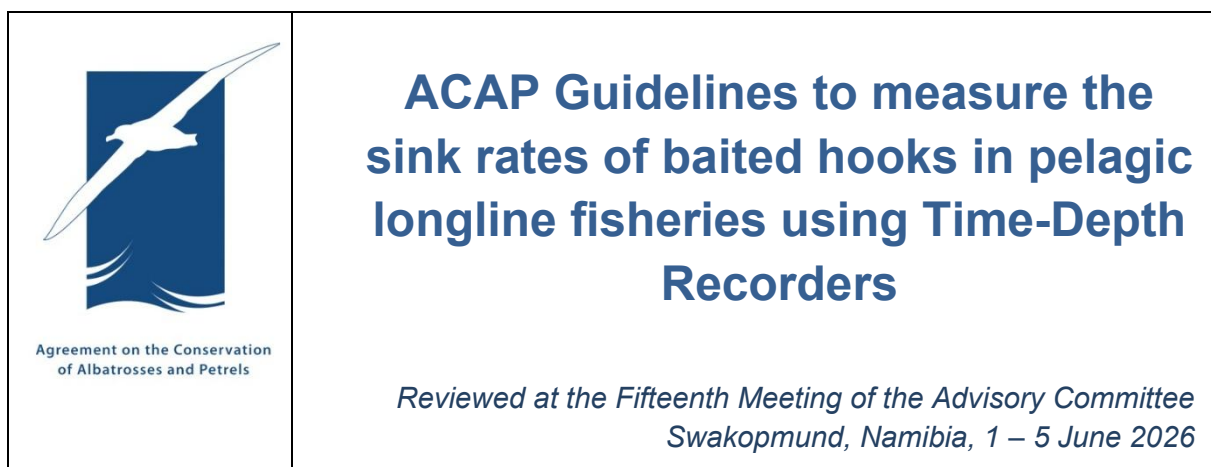 Agreement on the Conservation
of Albatrosses and Petrels
ACAP Guidelines to measure the
sink rates of baited hooks in pelagic
longline fisheries using Time-Depth
Recorders
Reviewed at the Fifteenth Meeting of the Advisory Committee
Swakopmund, Namibia, 1 – 5 June 2026